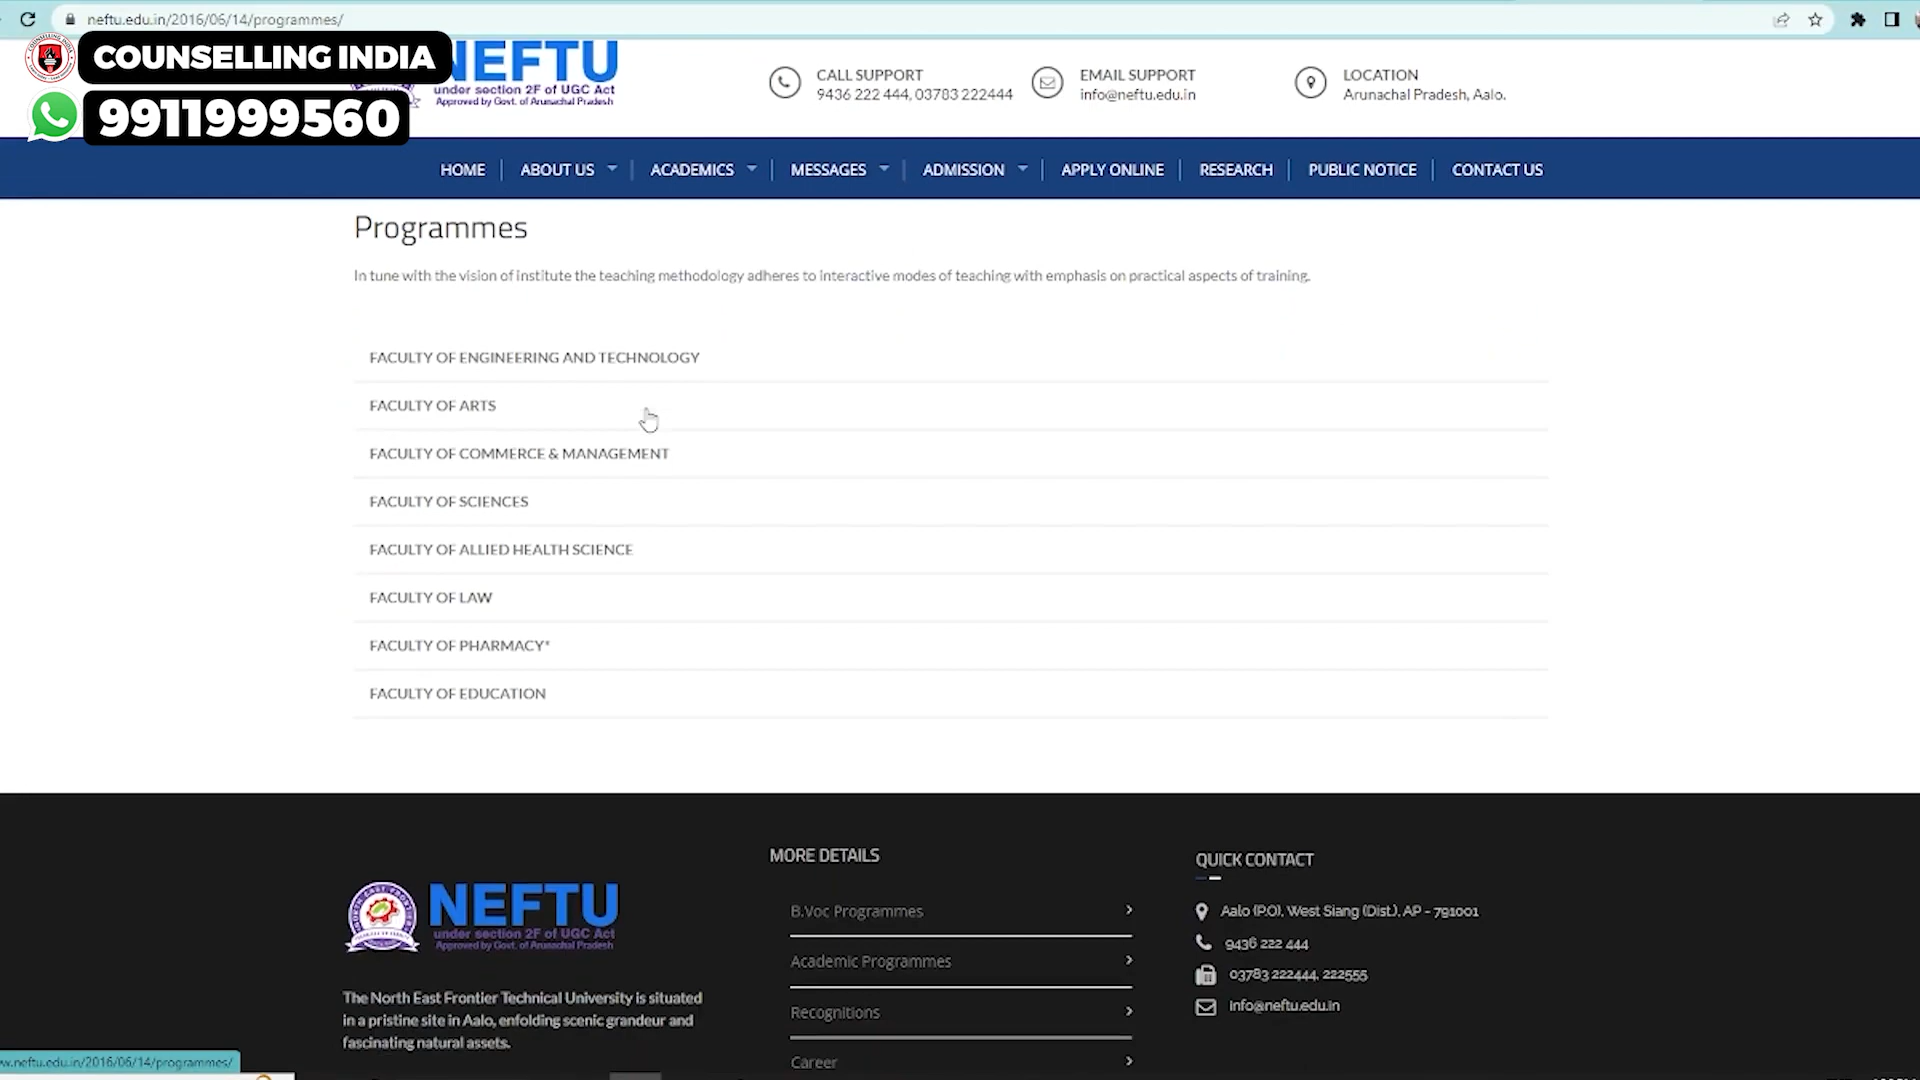 neftu.edu.in/2016/06/14/programmes/
COUNSELLING INDIA
9911999560
NEFTU
under section 2F of UGC Act
Approved by Govt. of Arunachal Pradesh
CALL SUPPORT
9436 222 444, 03783 222444
EMAIL SUPPORT
info@neftu.edu.in
LOCATION
Arunachal Pradesh, Aalo.
HOME
ABOUT US
ACADEMICS
MESSAGES
ADMISSION
APPLY ONLINE
RESEARCH
PUBLIC NOTICE
CONTACT US
Programmes
In tune with the vision of institute the teaching methodology adheres to interactive modes of teaching with emphasis on practical aspects of training.
FACULTY OF ENGINEERING AND TECHNOLOGY
FACULTY OF ARTS
FACULTY OF COMMERCE & MANAGEMENT
FACULTY OF SCIENCES
FACULTY OF ALLIED HEALTH SCIENCE
FACULTY OF LAW
FACULTY OF PHARMACY*
FACULTY OF EDUCATION
NEFTU
under section 2F of UGC Act
Approved by Govt. of Arunachal Pradesh
The North East Frontier Technical University is situated
in a pristine site in Aalo, enfolding scenic grandeur and
fascinating natural assets.
MORE DETAILS
B.Voc Programmes
Academic Programmes
Recognitions
Career
QUICK CONTACT
Aalo (P.O), West Siang (Dist.), AP - 791001
9436 222 444
03783 222444, 222555
info@neftu.edu.in
w.neftu.edu.in/2016/06/14/programmes/